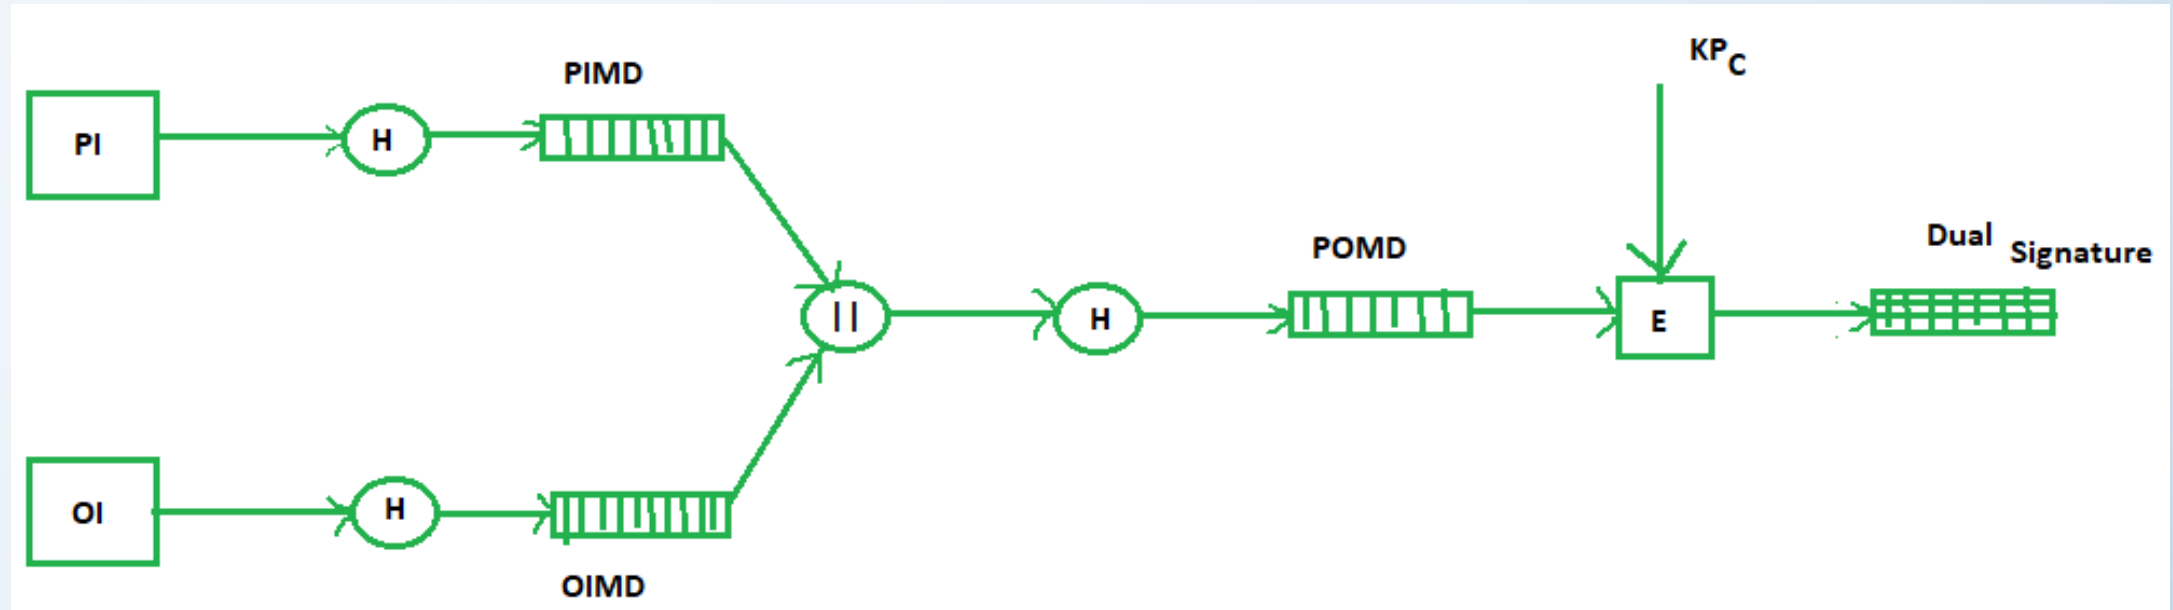 PIMD
KPC
PI
H
Dual Signature
POMD
||
H
E
OI
H
OIMD